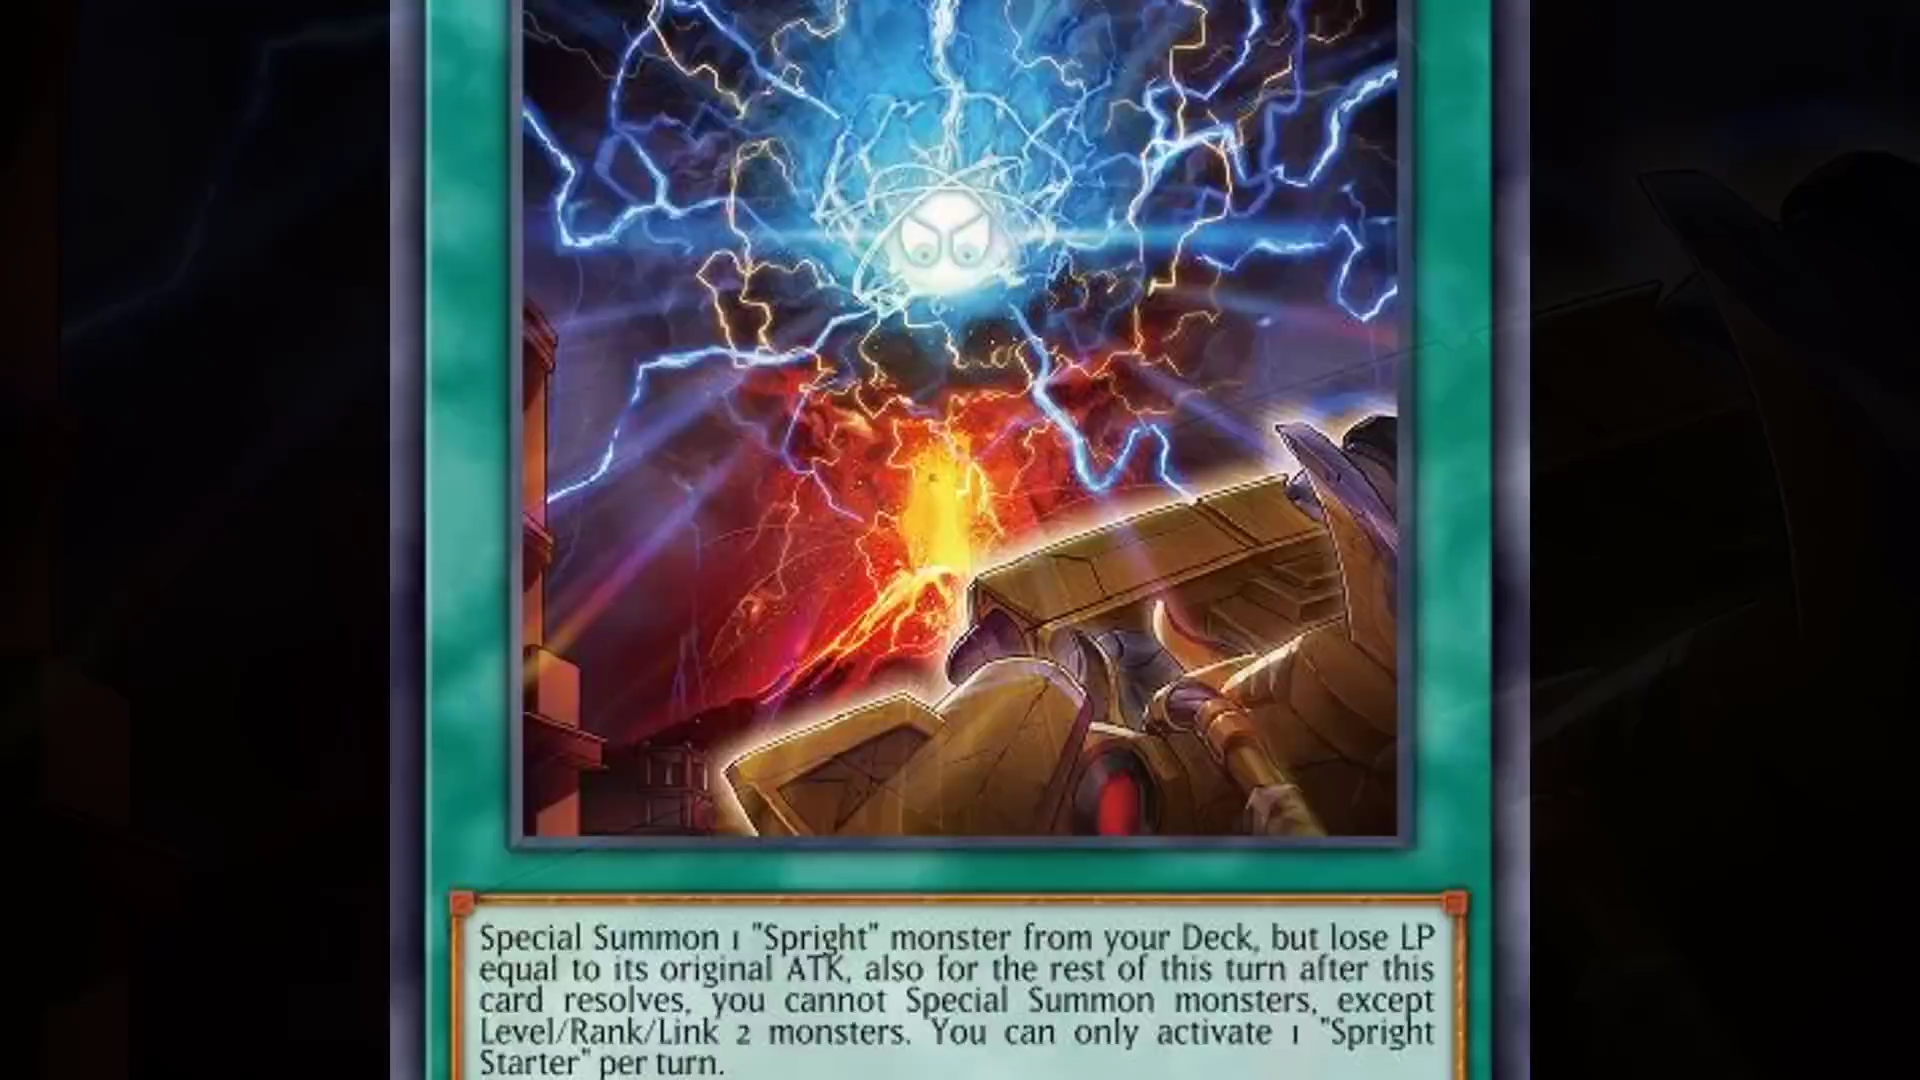 Special Summon 1 "Spright" monster from your Deck, but lose LP
equal to its original ATK, also for the rest of this turn after this
card resolves, you cannot Special Summon monsters, except
Level/Rank/Link 2 monsters. You can only activate 1 "Spright
Starter" per turn.